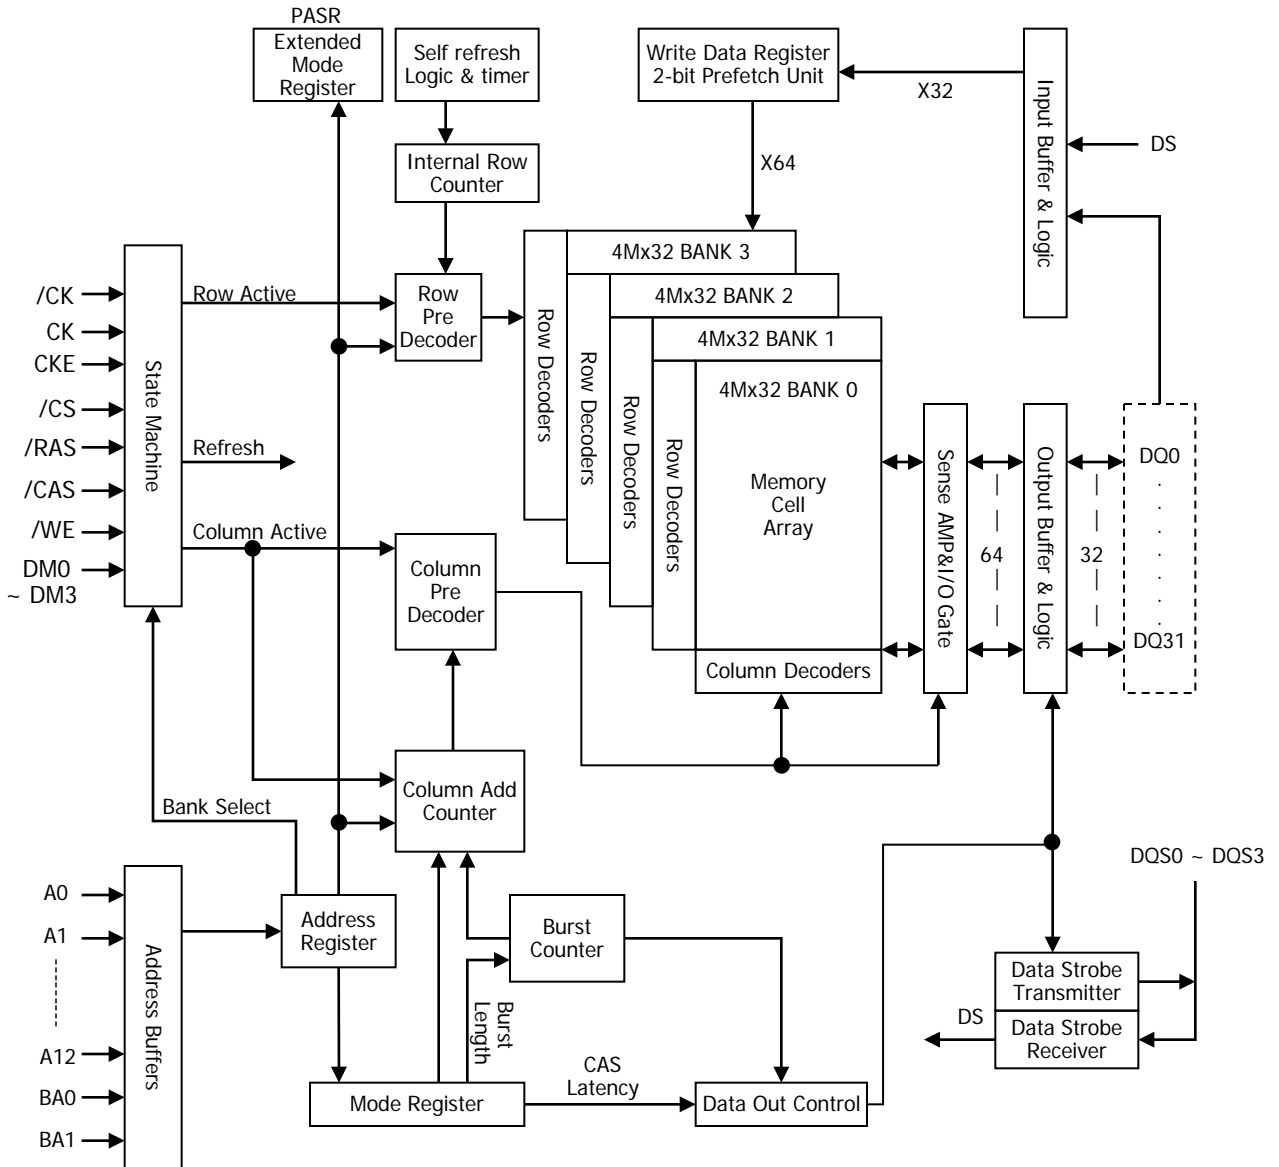 PASR
Extended
Mode
Register
Self refresh
Logic & timer
Internal Row
Counter
Write Data Register
2-bit Prefetch Unit
X32
X64
Input Buffer & Logic
DS
/CK
CK
CKE
/CS
/RAS
/CAS
/WE
DM0
~ DM3
State Machine
Row Active
Refresh
Column Active
Row
Pre
Decoder
Row Decoders
4Mx32 BANK 3
Row Decoders
4Mx32 BANK 2
Row Decoders
4Mx32 BANK 1
Row Decoders
4Mx32 BANK 0
Memory
Cell
Array
Column Decoders
Sense AMP&I/O Gate
64
Output Buffer & Logic
32
DQ0
DQ31
Column
Pre
Decoder
Column Add
Counter
Bank Select
A0
A1
A12
BA0
BA1
Address Buffers
Address
Register
Burst
Counter
Burst
Length
Mode Register
CAS
Latency
Data Out Control
DQS0 ~ DQS3
Data Strobe
Transmitter
Data Strobe
Receiver
DS